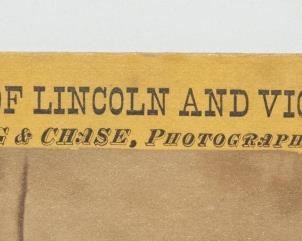 OF LINCOLN AND VIC
G & CHASE, PHOTOGRAPH